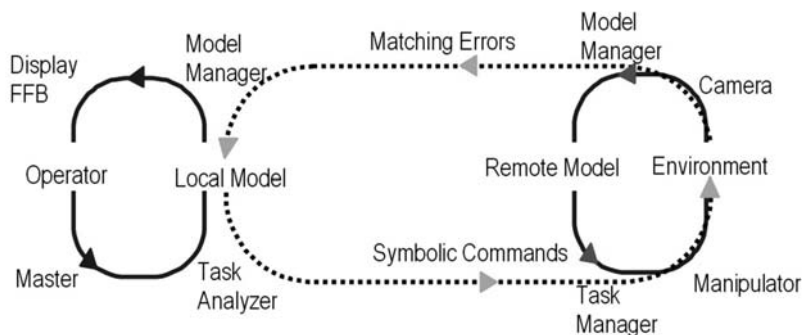 Display
FFB
Model
Manager
Matching Errors
Model
Manager
Camera
Operator
Local Model
Remote Model
Environment
Master
Task
Analyzer
Symbolic Commands
Task
Manager
Manipulator